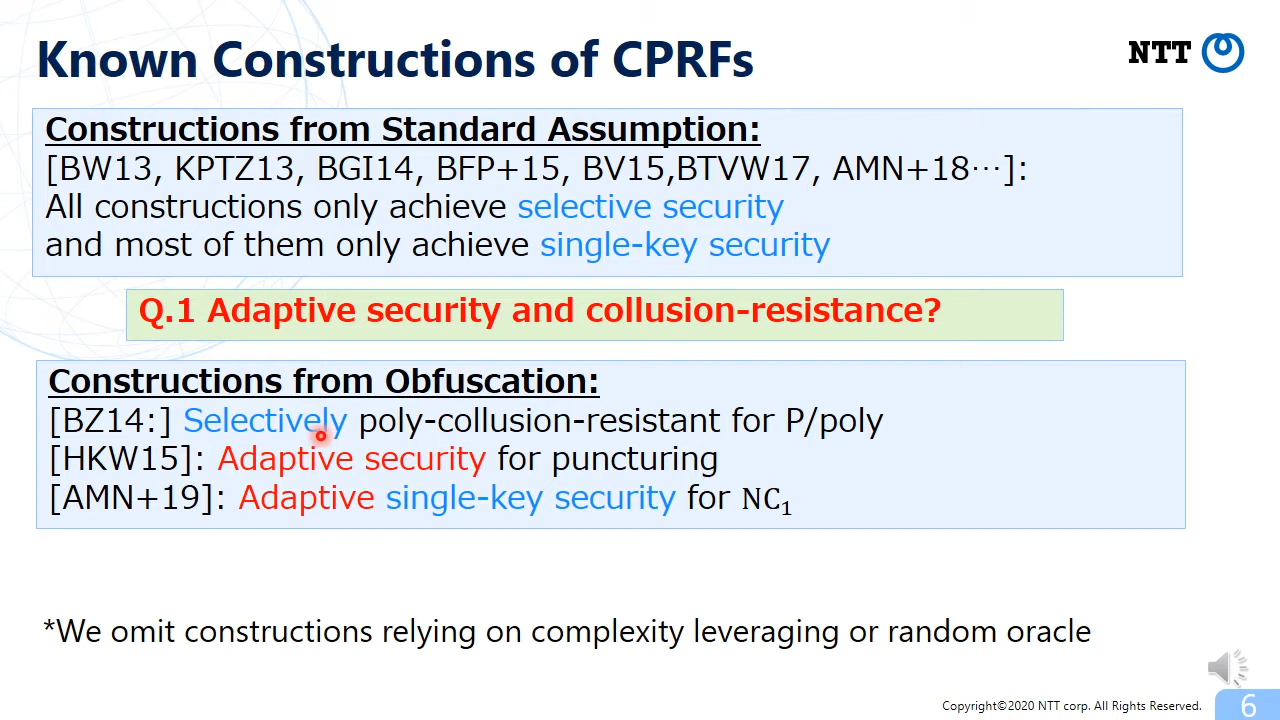 Known Constructions of CPRFs
NTT
Constructions from Standard Assumption:
[BW13, KPTZ13, BGI14, BFP+15, BV15,BTVW17, AMN+18⋯]:
All constructions only achieve selective security
and most of them only achieve single-key security
Q.1 Adaptive security and collusion-resistance?
Constructions from Obfuscation:
[BZ14:] Selectively poly-collusion-resistant for P/poly
[HKW15]: Adaptive security for puncturing
[AMN+19]: Adaptive single-key security for NC₁
*We omit constructions relying on complexity leveraging or random oracle
Copyright©2020 NTT corp. All Rights Reserved.
6